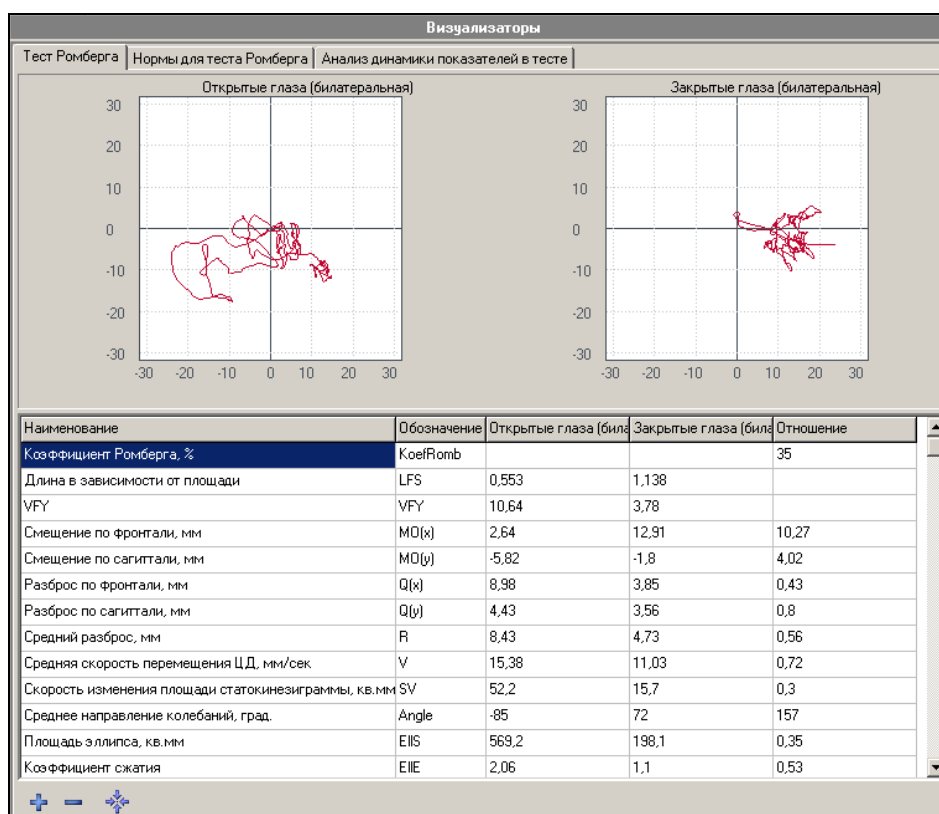 Визуализаторы
Тест Ромберга Нормы для теста Ромберга Анализ динамики показателей в тесте
Открытые глаза (билатеральная) Закрытые глаза (билатеральная)
30 30
20 20
10 10
0 0
-10 -10
-20 -20
-30 -30
-30 -20 -10 0 10 20 30 -30 -20 -10 0 10 20 30
Наименование Обозначение Открытые глаза (била Закрытые глаза (била Отношение
Коэффициент Ромберга, % KoefRomb 35
Длина в зависимости от площади LFS 0,553 1,138
VFY VFY 10,64 3,78
Смещение по фронтали, мм MO(x) 2,64 12,91 10,27
Смещение по сагиттали, мм MO(y) -5,82 -1,8 4,02
Разброс по фронтали, мм Q(x) 8,98 3,85 0,43
Разброс по сагиттали, мм Q(y) 4,43 3,56 0,8
Средний разброс, мм R 8,43 4,73 0,56
Средняя скорость перемещения ЦД, мм/сек V 15,38 11,03 0,72
Скорость изменения площади статокинезиграммы, кв.мм SV 52,2 15,7 0,3
Среднее направление колебаний, град. Angle -85 72 157
Площадь эллипса, кв.мм EllS 569,2 198,1 0,35
Коэффициент сжатия EllE 2,06 1,1 0,53